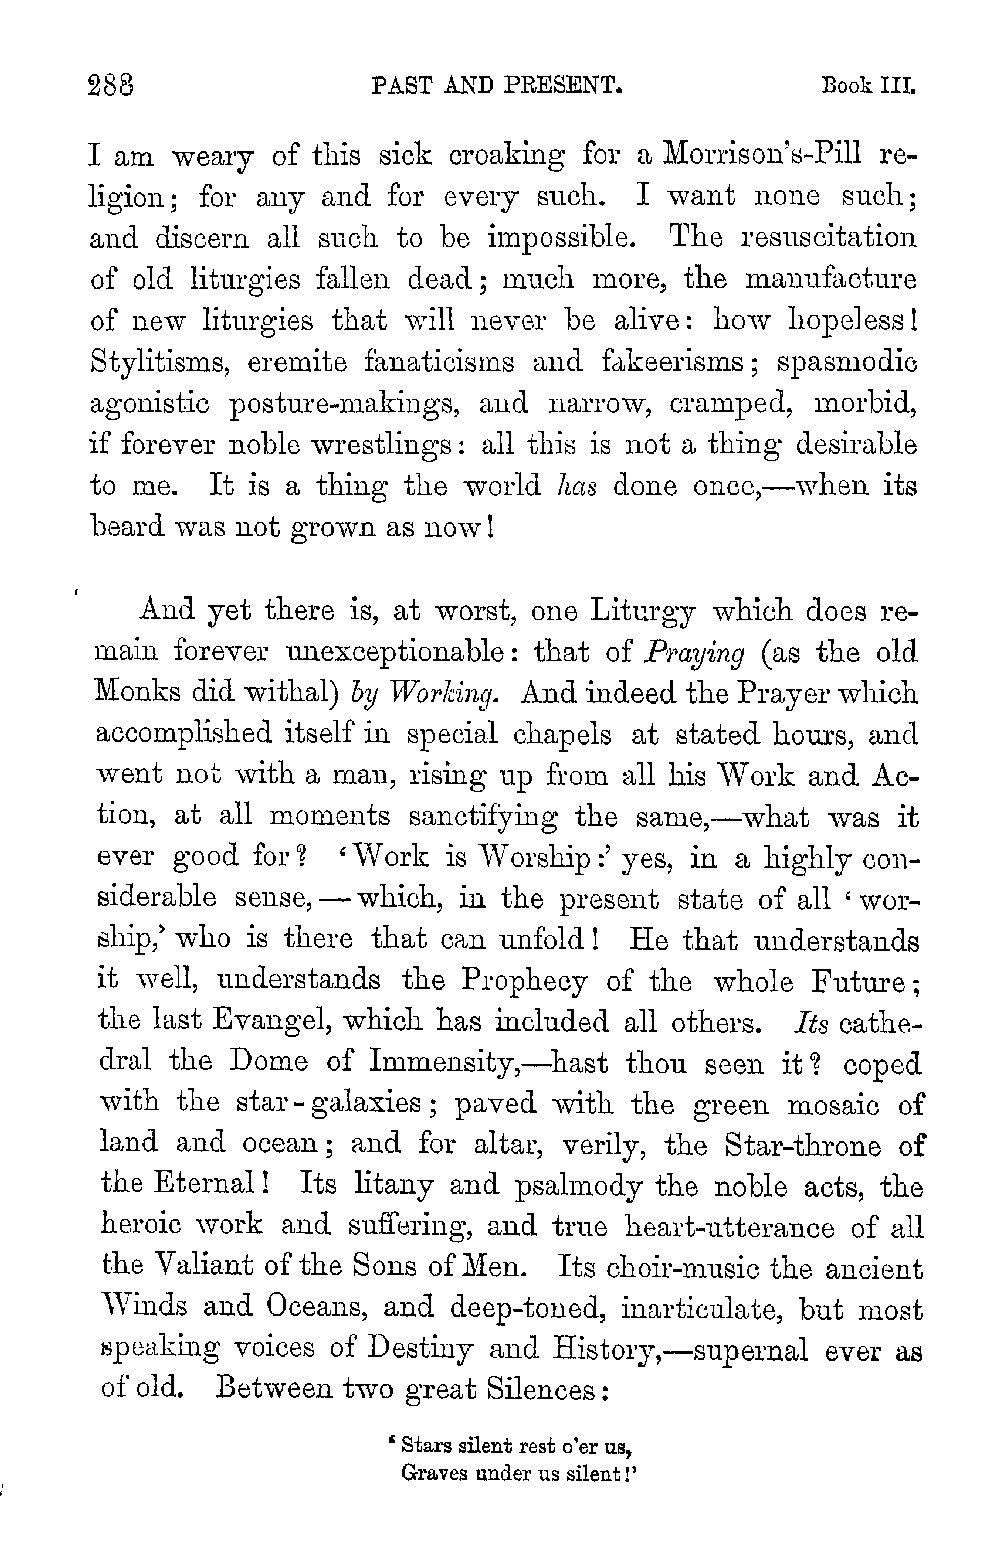 288 PAST AND PRESENT. Book III.
I am weary of this sick croaking for a Morrison's-Pill re-
ligion; for any and for every such. I want none such;
and discern all such to be impossible. The resuscitation
of old liturgies fallen dead; much more, the manufacture
of new liturgies that will never be alive: how hopeless!
Stylitisms, eremite fanaticisms and fakeerisms; spasmodic
agonistic posture-makings, and narrow, cramped, morbid,
if forever noble wrestlings: all this is not a thing desirable
to me. It is a thing the world has done once,—when its
beard was not grown as now!
And yet there is, at worst, one Liturgy which does re-
main forever unexceptionable: that of Praying (as the old
Monks did withal) by Working. And indeed the Prayer which
accomplished itself in special chapels at stated hours, and
went not with a man, rising up from all his Work and Ac-
tion, at all moments sanctifying the same,—what was it
ever good for? ‘Work is Worship:’ yes, in a highly con-
siderable sense,—which, in the present state of all ‘wor-
ship,’ who is there that can unfold! He that understands
it well, understands the Prophecy of the whole Future;
the last Evangel, which has included all others. Its cathe-
dral the Dome of Immensity,—hast thou seen it? coped
with the star-galaxies; paved with the green mosaic of
land and ocean; and for altar, verily, the Star-throne of
the Eternal! Its litany and psalmody the noble acts, the
heroic work and suffering, and true heart-utterance of all
the Valiant of the Sons of Men. Its choir-music the ancient
Winds and Oceans, and deep-toned, inarticulate, but most
speaking voices of Destiny and History,—supernal ever as
of old. Between two great Silences:
‘Stars silent rest o'er us,
Graves under us silent!’